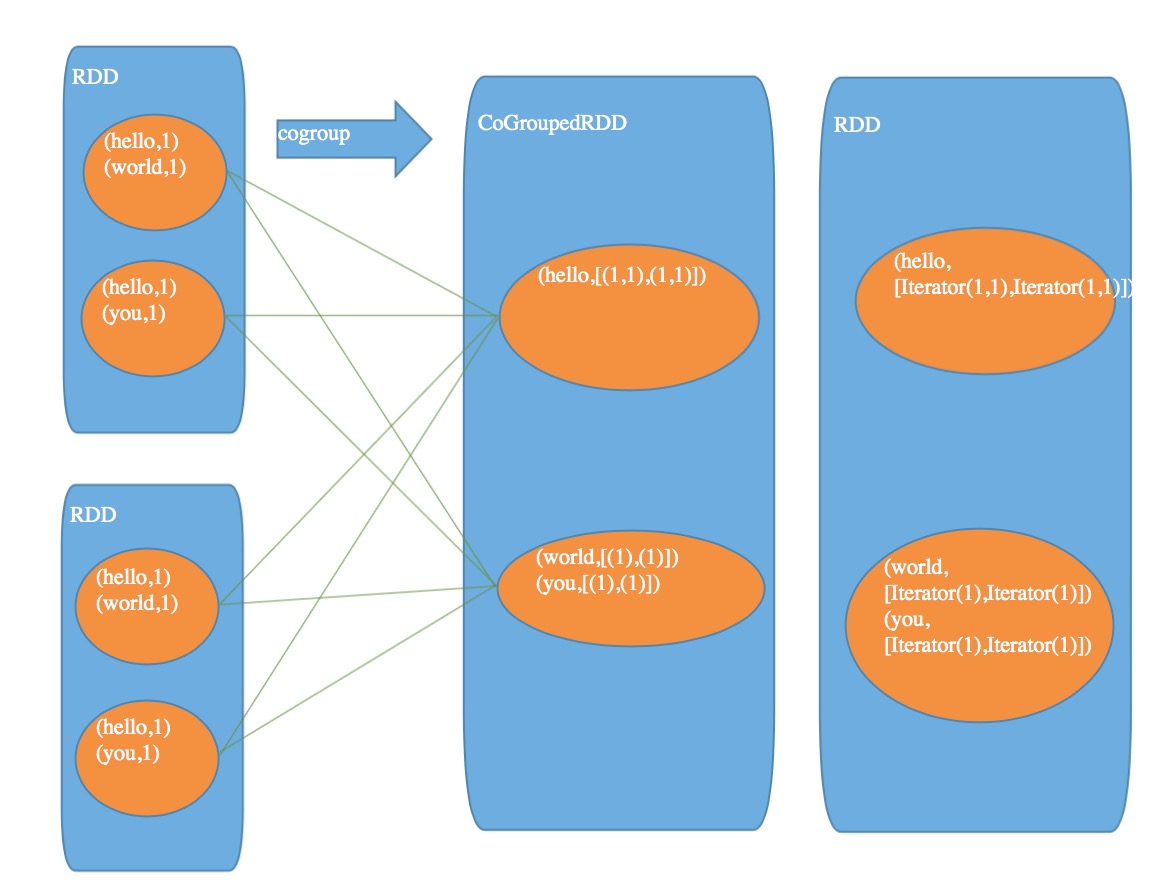 RDD
(hello,1)
(world,1)
(hello,1)
(you,1)
cogroup
RDD
(hello,1)
(world,1)
(hello,1)
(you,1)
CoGroupedRDD
(hello,[(1,1),(1,1)])
(world,[(1),(1)])
(you,[(1),(1)])
RDD
(hello,
[Iterator(1,1),Iterator(1,1)])
(world,
[Iterator(1),Iterator(1)])
(you,
[Iterator(1),Iterator(1)])